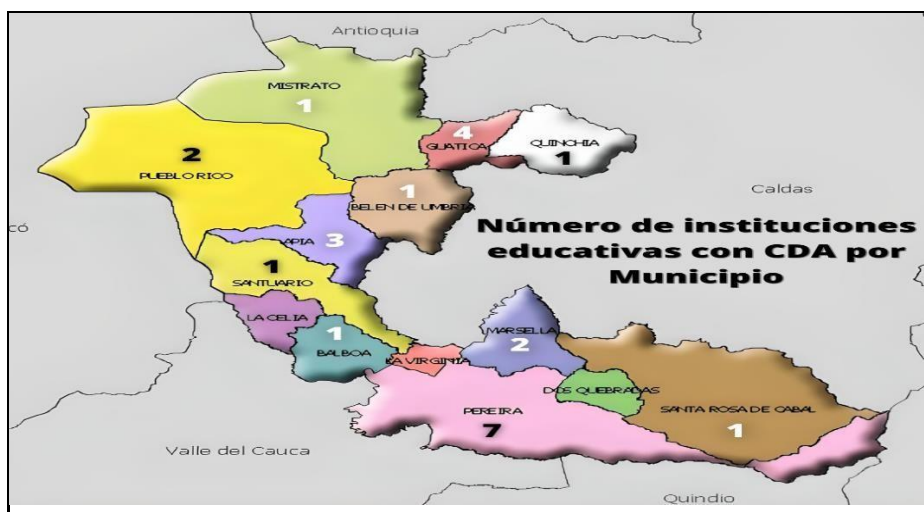 Antioquia
MISTRATO
1
4
GUATICA
QUINCHIA
1
2
PUEBLO RICO
1
BELEN DE UMBRIA
Caldas
có
APIA
3
Número de instituciones
educativas con CDA por
Municipio
1
SANTUARIO
LA CELIA
1
BALBOA
MARSELLA
2
LA VIRGINIA
DOS QUEBRADAS
PEREIRA
7
SANTA ROSA DE CABAL
1
Valle del Cauca
Quindio